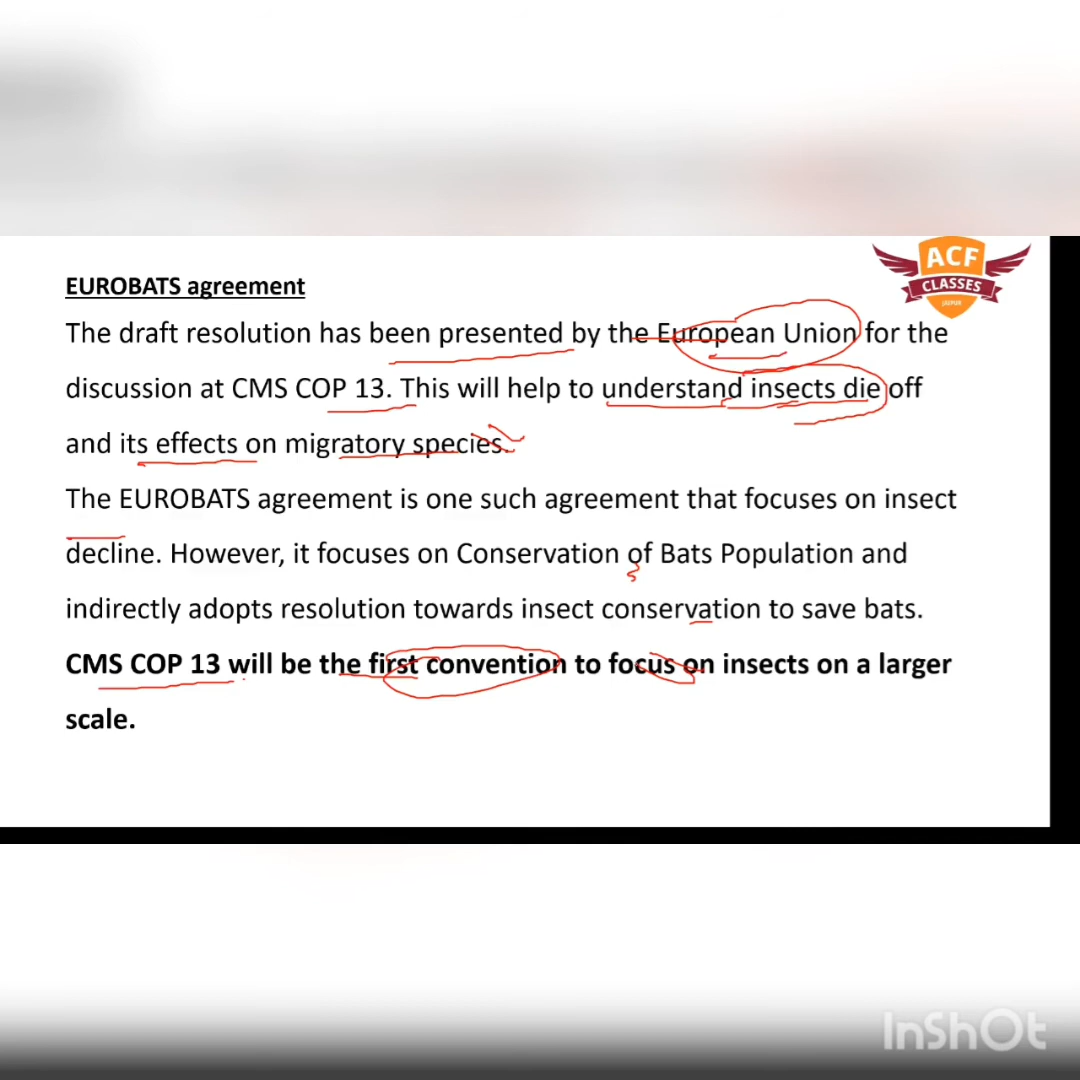 ACF
CLASSES
JAIPUR
EUROBATS agreement
The draft resolution has been presented by the European Union for the
discussion at CMS COP 13. This will help to understand insects die off
and its effects on migratory species.
The EUROBATS agreement is one such agreement that focuses on insect
decline. However, it focuses on Conservation of Bats Population and
indirectly adopts resolution towards insect conservation to save bats.
CMS COP 13 will be the first convention to focus on insects on a larger
scale.
InShOt